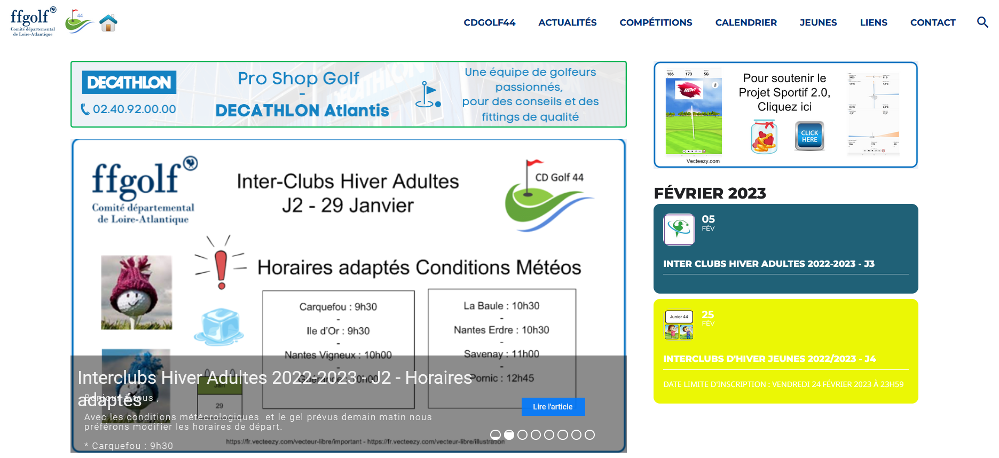 ffgolf
Comité départemental
de Loire-Atlantique
44
CDGOLF44
ACTUALITÉS
COMPÉTITIONS
CALENDRIER
JEUNES
LIENS
CONTACT
DECATHLON
02.40.92.00.00
Pro Shop Golf
-
DECATHLON Atlantis
Une équipe de golfeurs
passionnés,
pour des conseils et des
fittings de qualité
ffgolf
Comité départemental
de Loire-Atlantique
Inter-Clubs Hiver Adultes
J2 - 29 Janvier
CD Golf 44
Horaires adaptés Conditions Météos
Carquefou : 9h30
-
Ile d'Or : 9h30
-
Nantes Vigneux : 10h00
-
Guérande : 10h00
La Baule : 10h30
-
Nantes Erdre : 10h30
-
Savenay : 11h00
-
Pornic : 12h45
Jan
29
Interclubs Hiver Adultes 2022-2023 - J2 - Horaires
adaptés
Bonjour à tous ,
Avec les conditions météorologiques et le gel prévus demain matin nous
préférons modifier les horaires de départ.
* Carquefou : 9h30
Lire l'article
https://fr.vecteezy.com/vecteur-libre/important - https://fr.vecteezy.com/vecteur-libre/illustration
186 173 5G
NEW!
Vecteezy.com
Pour soutenir le
Projet Sportif 2.0,
Cliquez ici
CLICK
HERE
186 173 5G
FÉVRIER 2023
05
FÉV
INTER CLUBS HIVER ADULTES 2022-2023 - J3
Junior 44
25
FÉV
INTERCLUBS D'HIVER JEUNES 2022/2023 - J4
DATE LIMITE D'INSCRIPTION : VENDREDI 24 FÉVRIER 2023 À 23H59